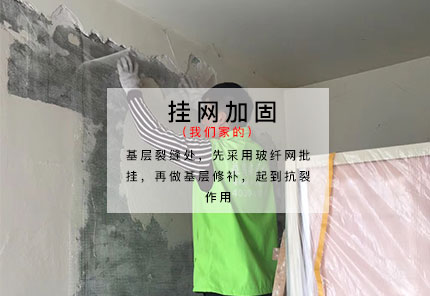 挂网加固
（我们家的）
基层裂缝处，先采用玻纤网批
挂，再做基层修补，起到抗裂
作用